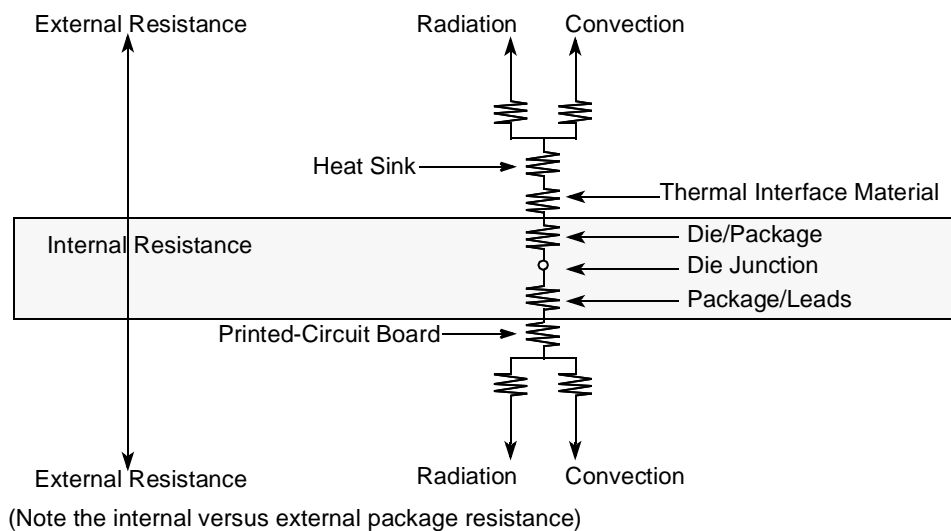 External Resistance
Radiation
Convection
Heat Sink
Thermal Interface Material
Internal Resistance
Die/Package
Die Junction
Package/Leads
Printed-Circuit Board
External Resistance
Radiation
Convection
(Note the internal versus external package resistance)